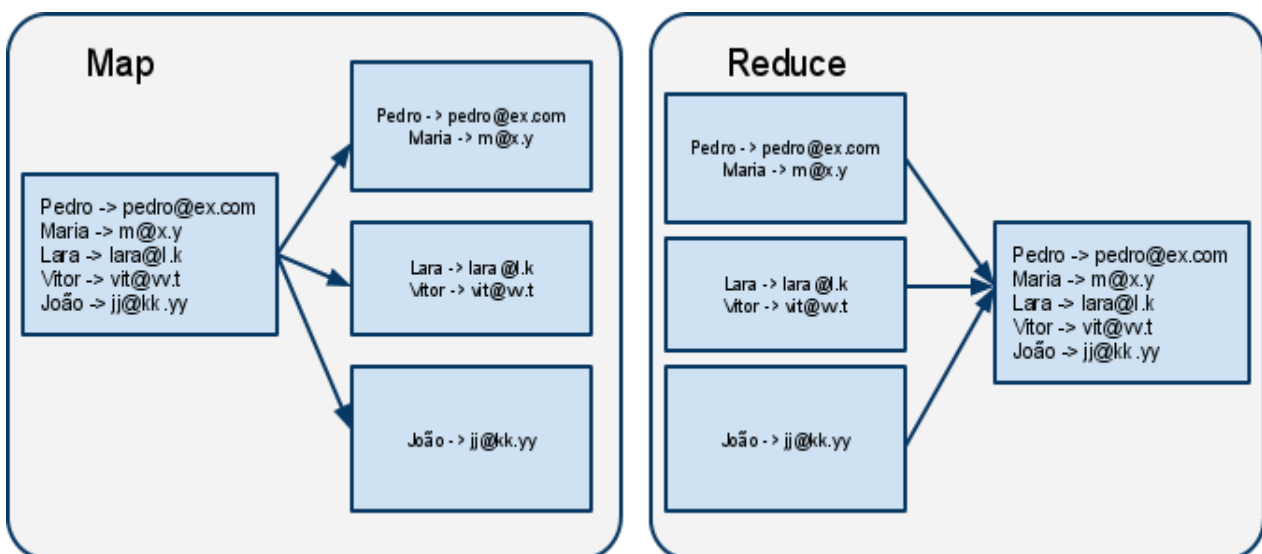 Map
Pedro -> pedro@ex.com
Maria -> m@x.y
Lara -> lara@l.k
Vitor -> vit@vv.t
João -> jj@kk.yy
Pedro -> pedro@ex.com
Maria -> m@x.y
Lara -> lara@l.k
Vitor -> vit@vv.t
João -> jj@kk.yy
Reduce
Pedro -> pedro@ex.com
Maria -> m@x.y
Lara -> lara@l.k
Vitor -> vit@vv.t
João -> jj@kk.yy
Pedro -> pedro@ex.com
Maria -> m@x.y
Lara -> lara@l.k
Vitor -> vit@vv.t
João -> jj@kk.yy